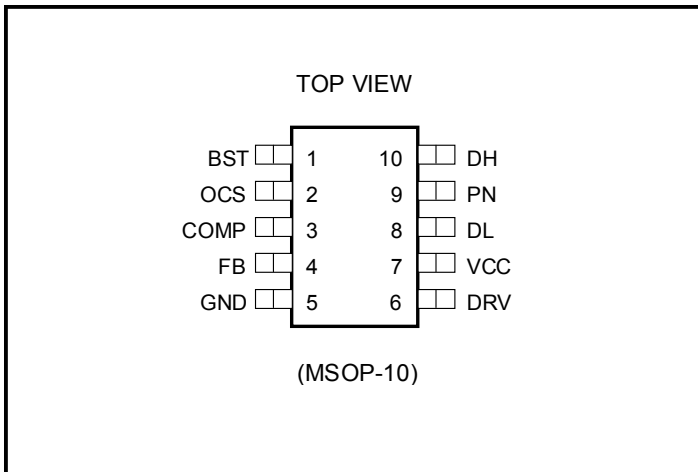 TOP VIEW
BST 1 10 DH
OCS 2 9 PN
COMP 3 8 DL
FB 4 7 VCC
GND 5 6 DRV
(MSOP-10)